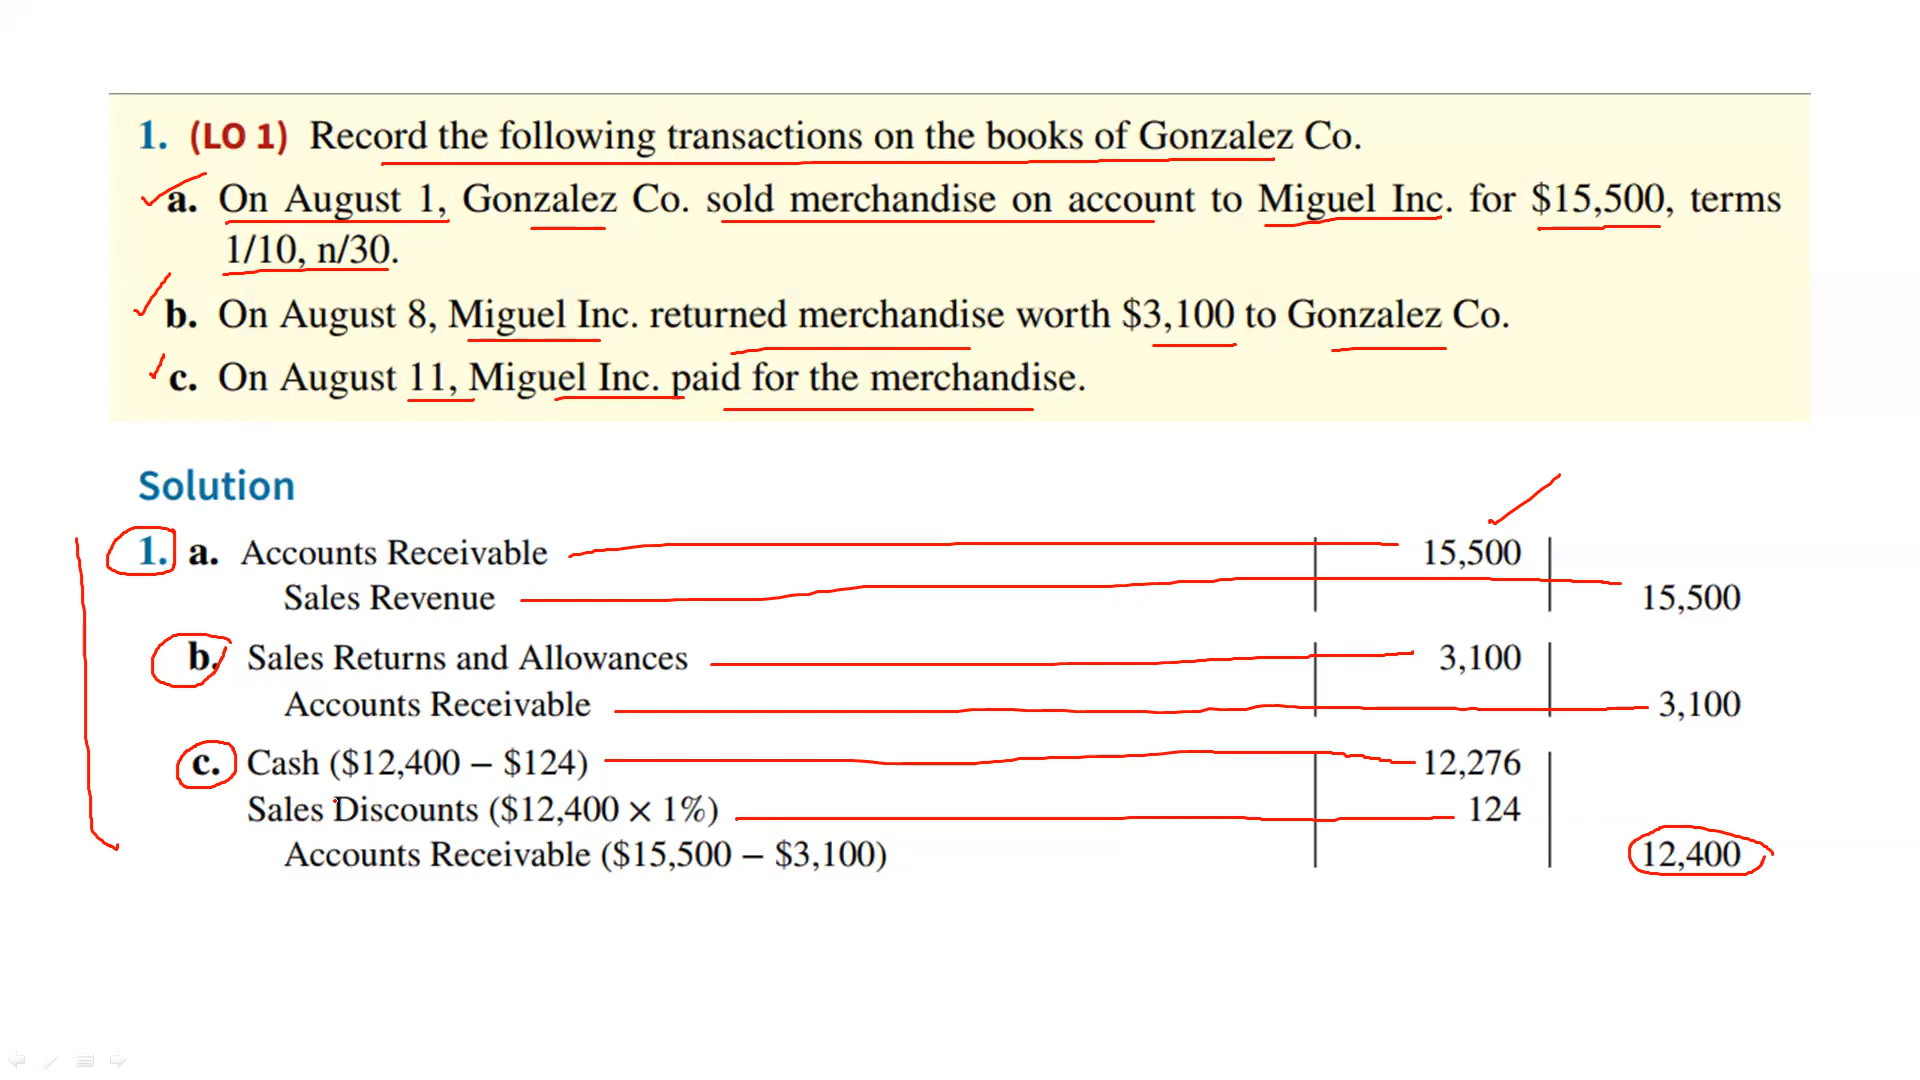 1. (LO 1) Record the following transactions on the books of Gonzalez Co.
a. On August 1, Gonzalez Co. sold merchandise on account to Miguel Inc. for $15,500, terms
1/10, n/30.
b. On August 8, Miguel Inc. returned merchandise worth $3,100 to Gonzalez Co.
c. On August 11, Miguel Inc. paid for the merchandise.
Solution
1. a. Accounts Receivable 15,500
Sales Revenue 15,500
b. Sales Returns and Allowances 3,100
Accounts Receivable 3,100
c. Cash ($12,400 – $124) 12,276
Sales Discounts ($12,400 × 1%) 124
Accounts Receivable ($15,500 – $3,100) 12,400